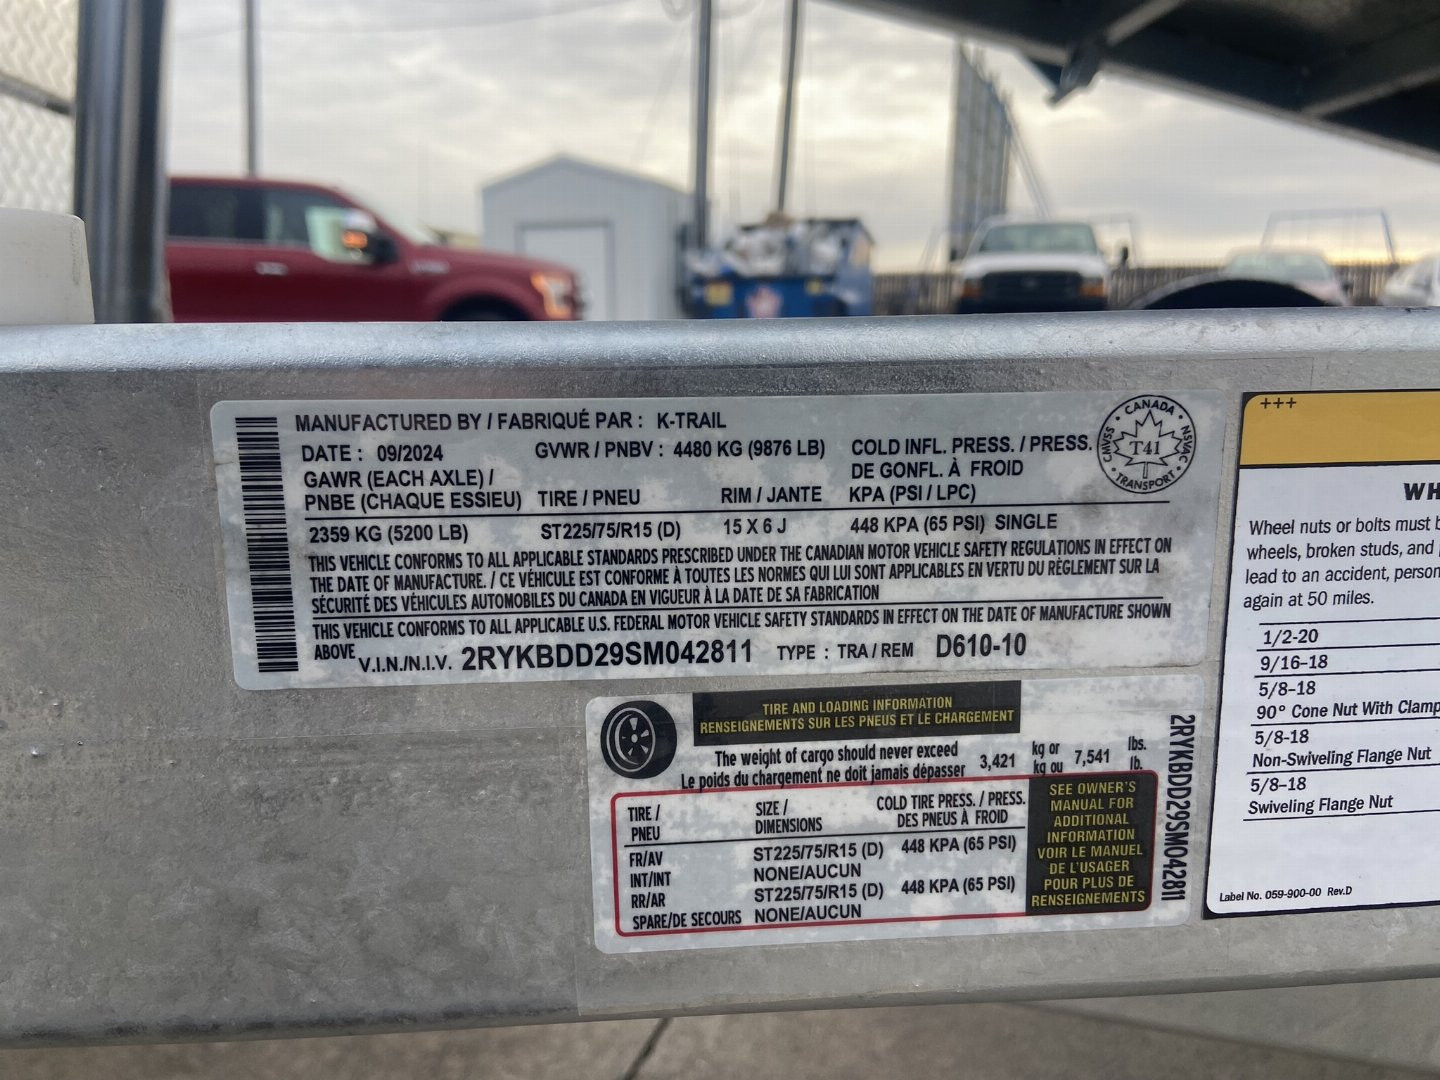 MANUFACTURED BY / FABRIQUÉ PAR : K-TRAIL
DATE : 09/2024 GVWR / PNBV : 4480 KG (9876 LB) COLD INFL. PRESS. / PRESS.
DE GONFL. À FROID
GAWR (EACH AXLE) /
PNBE (CHAQUE ESSIEU) TIRE / PNEU RIM / JANTE KPA (PSI / LPC)
2359 KG (5200 LB) ST225/75/R15 (D) 15 X 6 J 448 KPA (65 PSI) SINGLE
THIS VEHICLE CONFORMS TO ALL APPLICABLE STANDARDS PRESCRIBED UNDER THE CANADIAN MOTOR VEHICLE SAFETY REGULATIONS IN EFFECT ON
THE DATE OF MANUFACTURE. / CE VÉHICULE EST CONFORME À TOUTES LES NORMES QUI LUI SONT APPLICABLES EN VERTU DU RÈGLEMENT SUR LA
SÉCURITÉ DES VÉHICULES AUTOMOBILES DU CANADA EN VIGUEUR À LA DATE DE SA FABRICATION
THIS VEHICLE CONFORMS TO ALL APPLICABLE U.S. FEDERAL MOTOR VEHICLE SAFETY STANDARDS IN EFFECT ON THE DATE OF MANUFACTURE SHOWN
ABOVE V.I.N./N.I.V. 2RYKBDD29SM042811 TYPE : TRA / REM D610-10
CANADA
CMVSS T41 NSVAC
TRANSPORT
TIRE AND LOADING INFORMATION
RENSEIGNEMENTS SUR LES PNEUS ET LE CHARGEMENT
The weight of cargo should never exceed
Le poids du chargement ne doit jamais dépasser 3,421 kg or 7,541 lbs.
kg ou lb.
TIRE / SIZE / COLD TIRE PRESS. / PRESS.
PNEU DIMENSIONS DES PNEUS À FROID
FR/AV ST225/75/R15 (D) 448 KPA (65 PSI)
INT/INT NONE/AUCUN
RR/AR ST225/75/R15 (D) 448 KPA (65 PSI)
SPARE/DE SECOURS NONE/AUCUN
SEE OWNER'S
MANUAL FOR
ADDITIONAL
INFORMATION
VOIR LE MANUEL
DE L'USAGER
POUR PLUS DE
RENSEIGNEMENTS
2RYKBDD29SM042811
+++
WH
Wheel nuts or bolts must b
wheels, broken studs, and
lead to an accident, person
again at 50 miles.
1/2-20
9/16-18
5/8-18
90° Cone Nut With Clamp
5/8-18
Non-Swiveling Flange Nut
5/8-18
Swiveling Flange Nut
Label No. 059-900-00 Rev.D